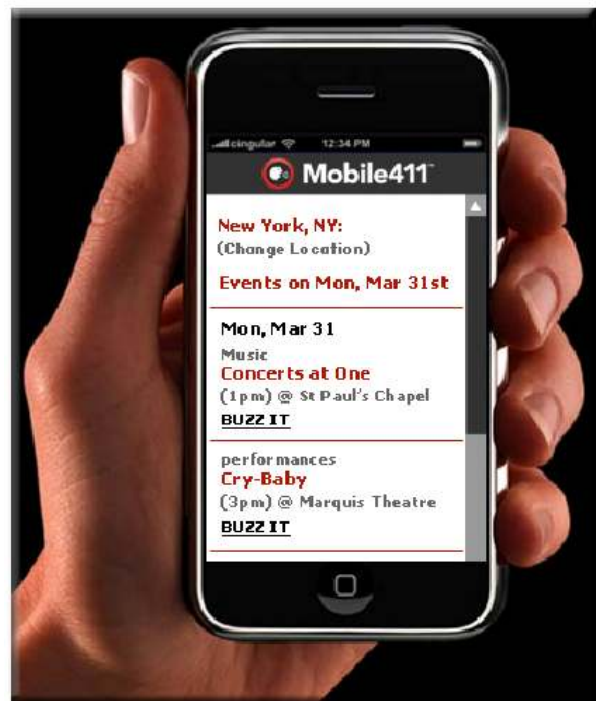 cingular 12:34 PM
Mobile411™
New York, NY:
(Change Location)
Events on Mon, Mar 31st
Mon, Mar 31
Music
Concerts at One
(1pm) @ St Paul's Chapel
BUZZ IT
performances
Cry-Baby
(3pm) @ Marquis Theatre
BUZZ IT